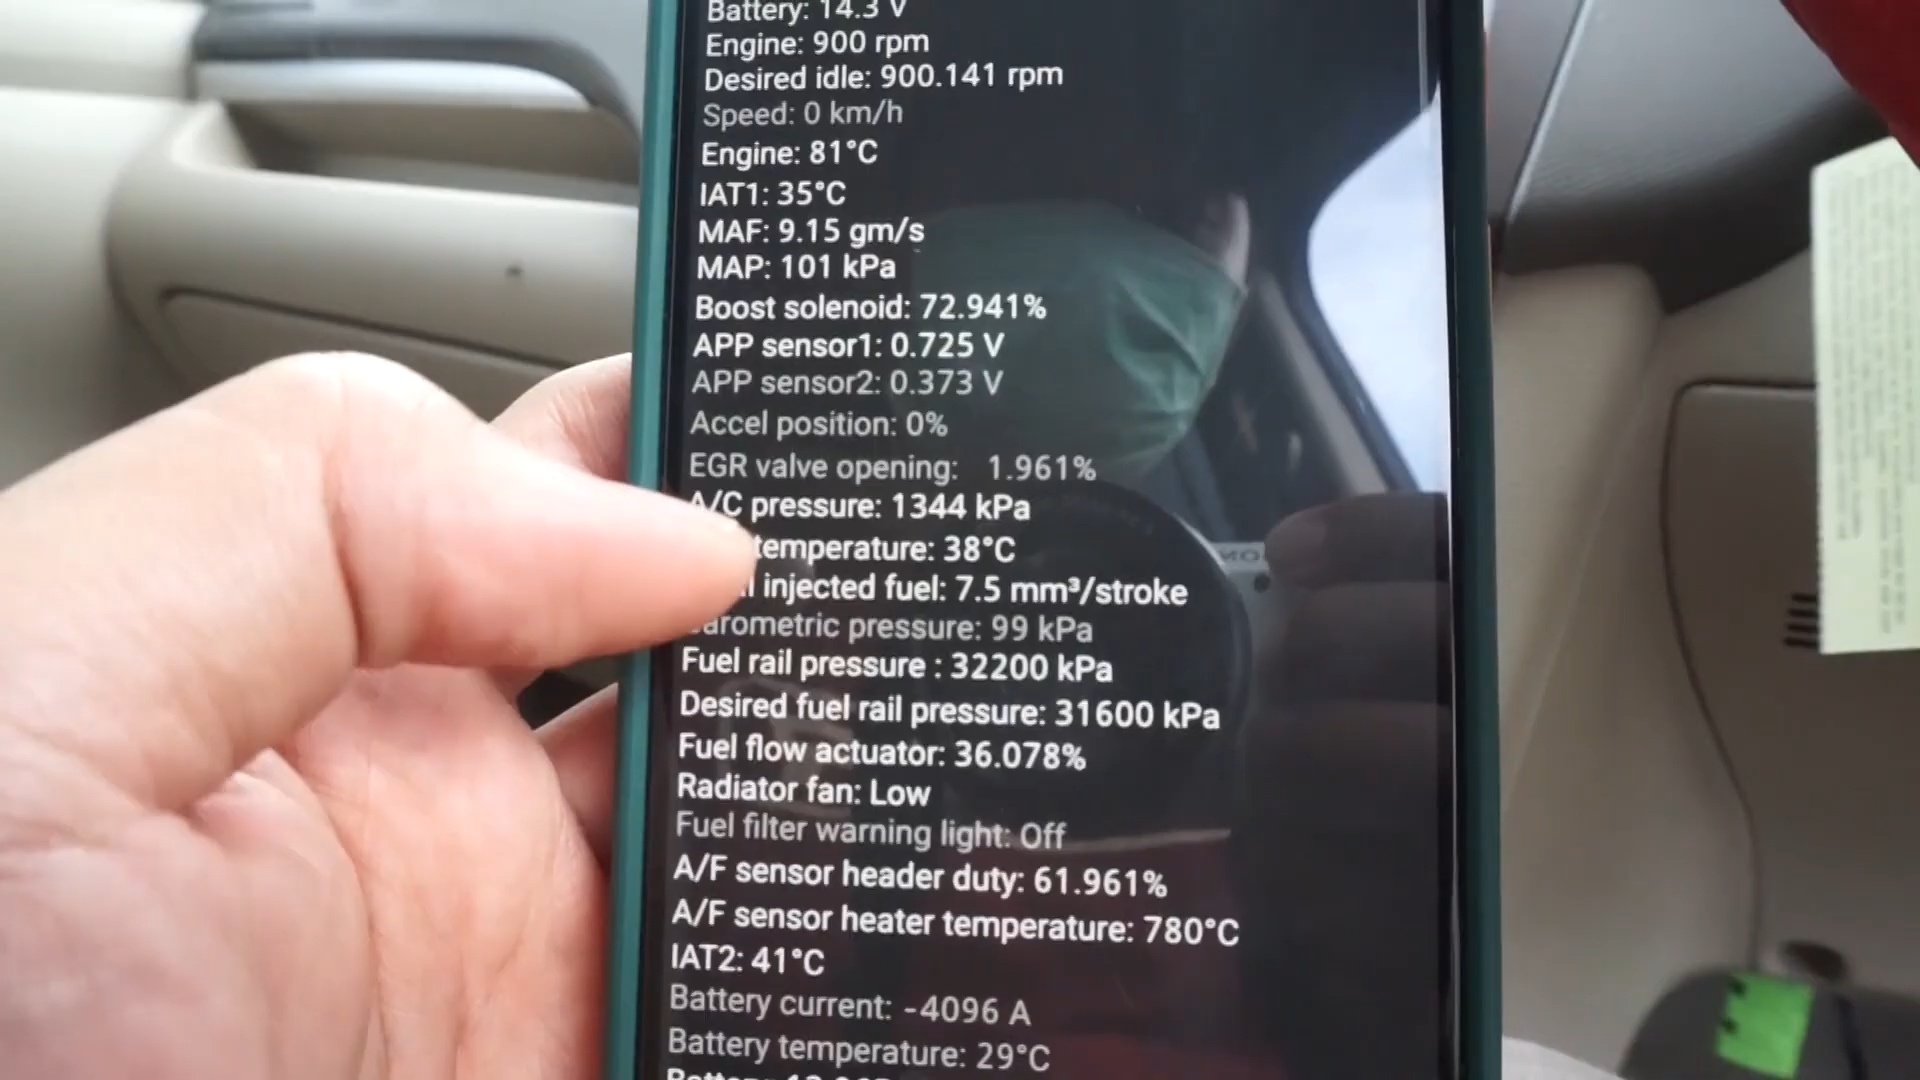 Battery: 14.3 V
Engine: 900 rpm
Desired idle: 900.141 rpm
Speed: 0 km/h
Engine: 81°C
IAT1: 35°C
MAF: 9.15 gm/s
MAP: 101 kPa
Boost solenoid: 72.941%
APP sensor1: 0.725 V
APP sensor2: 0.373 V
Accel position: 0%
EGR valve opening: 1.961%
A/C pressure: 1344 kPa
temperature: 38°C
injected fuel: 7.5 mm³/stroke
Barometric pressure: 99 kPa
Fuel rail pressure : 32200 kPa
Desired fuel rail pressure: 31600 kPa
Fuel flow actuator: 36.078%
Radiator fan: Low
Fuel filter warning light: Off
A/F sensor header duty: 61.961%
A/F sensor heater temperature: 780°C
IAT2: 41°C
Battery current: -4096 A
Battery temperature: 29°C